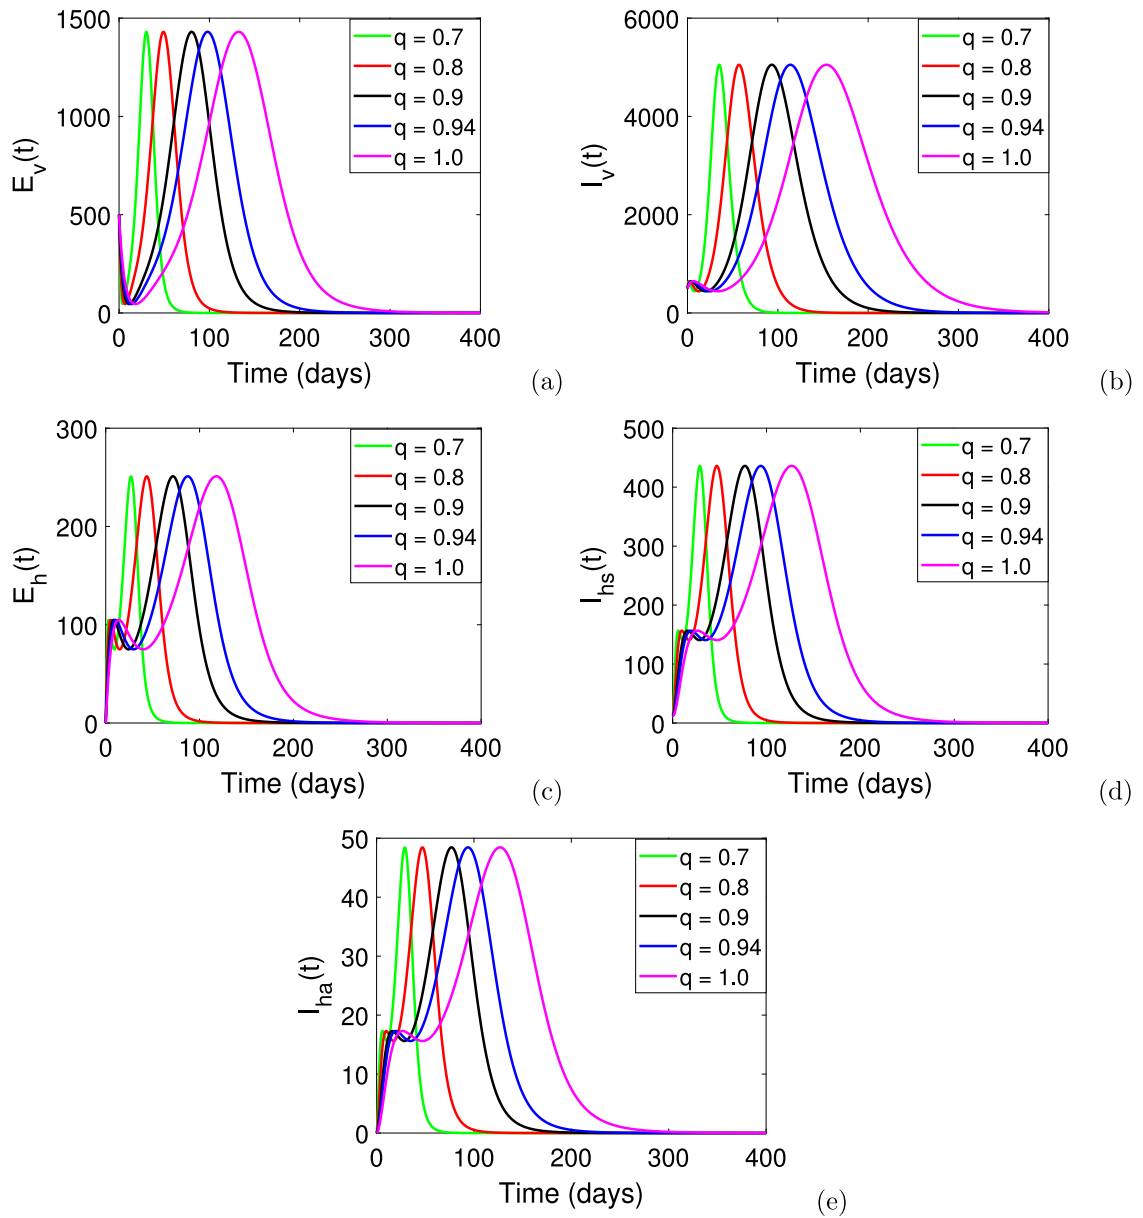 1500
1000
500
0
E_v(t)
0 100 200 300 400
Time (days)
q = 0.7
q = 0.8
q = 0.9
q = 0.94
q = 1.0
(a)
6000
4000
2000
0
I_v(t)
0 100 200 300 400
Time (days)
q = 0.7
q = 0.8
q = 0.9
q = 0.94
q = 1.0
(b)
300
200
100
0
E_h(t)
0 100 200 300 400
Time (days)
q = 0.7
q = 0.8
q = 0.9
q = 0.94
q = 1.0
(c)
500
400
300
200
100
0
I_hs(t)
0 100 200 300 400
Time (days)
q = 0.7
q = 0.8
q = 0.9
q = 0.94
q = 1.0
(d)
50
40
30
20
10
0
I_ha(t)
0 100 200 300 400
Time (days)
q = 0.7
q = 0.8
q = 0.9
q = 0.94
q = 1.0
(e)